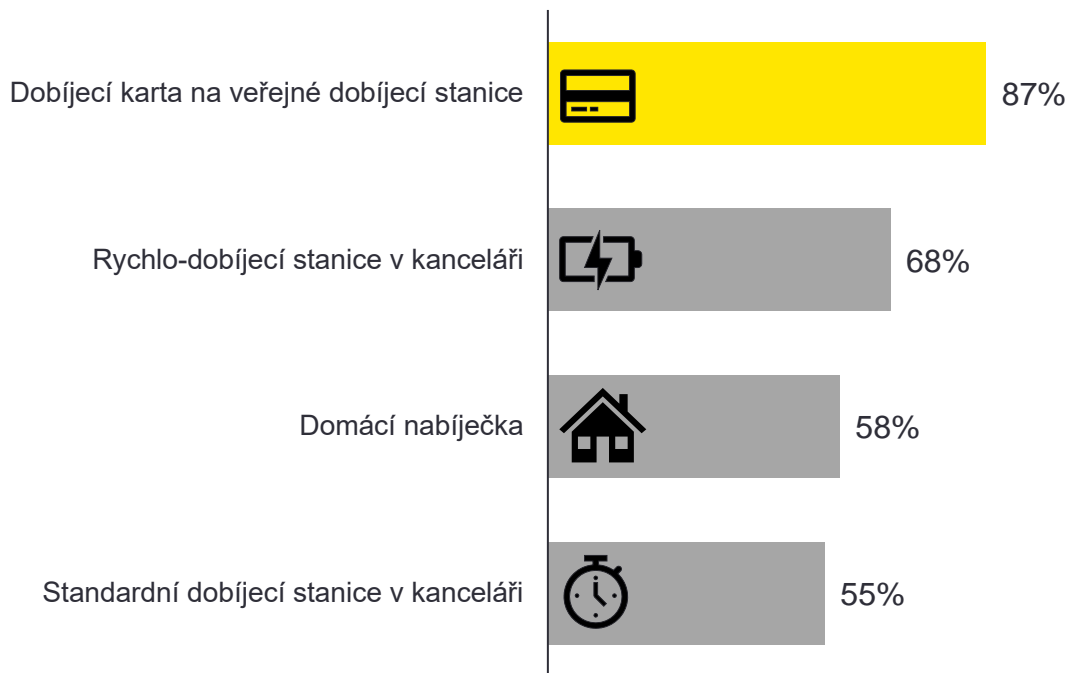 Dobíjecí karta na veřejné dobíjecí stanice
87%
Rychlo-dobíjecí stanice v kanceláři
68%
Domácí nabíječka
58%
Standardní dobíjecí stanice v kanceláři
55%